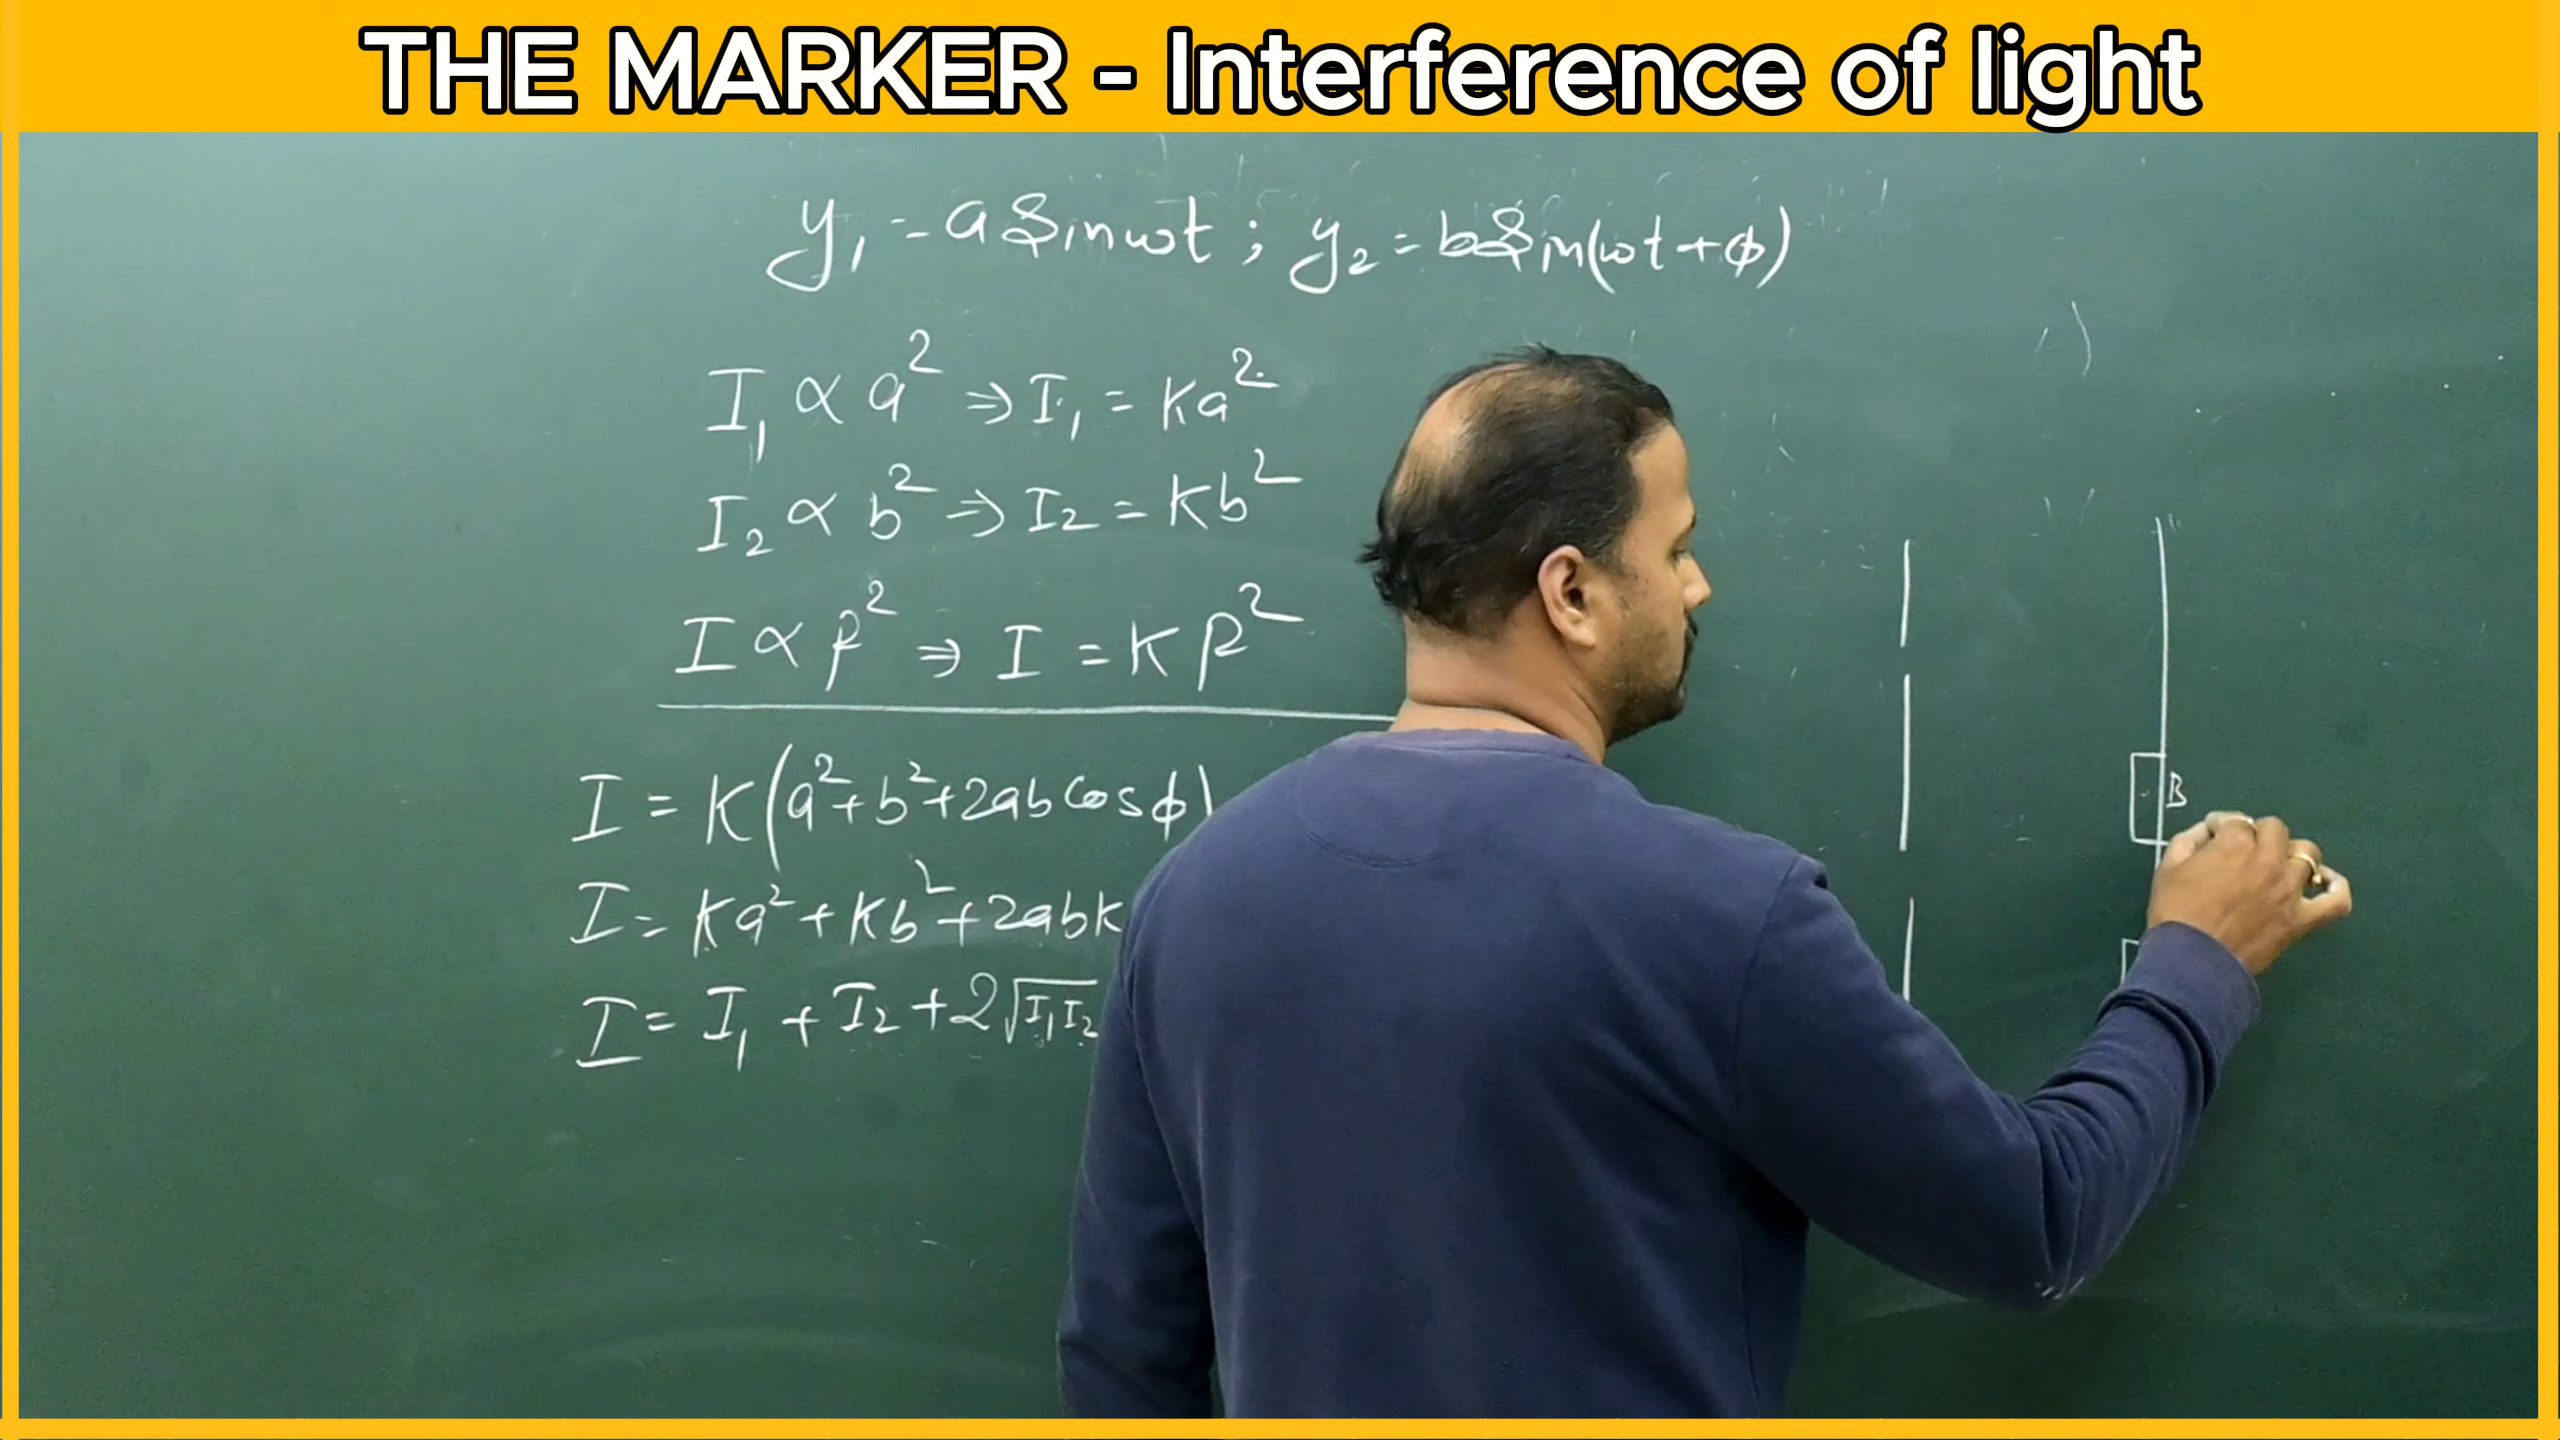 THE MARKER - Interference of light
y₁ = a Sin ωt ; y₂ = b Sin(ωt + φ)
I₁ ∝ a² ⇒ I₁ = Ka²
I₂ ∝ b² ⇒ I₂ = Kb²
I ∝ R² ⇒ I = KR²
I = K(a² + b² + 2ab Cos φ)
I = Ka² + Kb² + 2abK
I = I₁ + I₂ + 2√I₁I₂
B